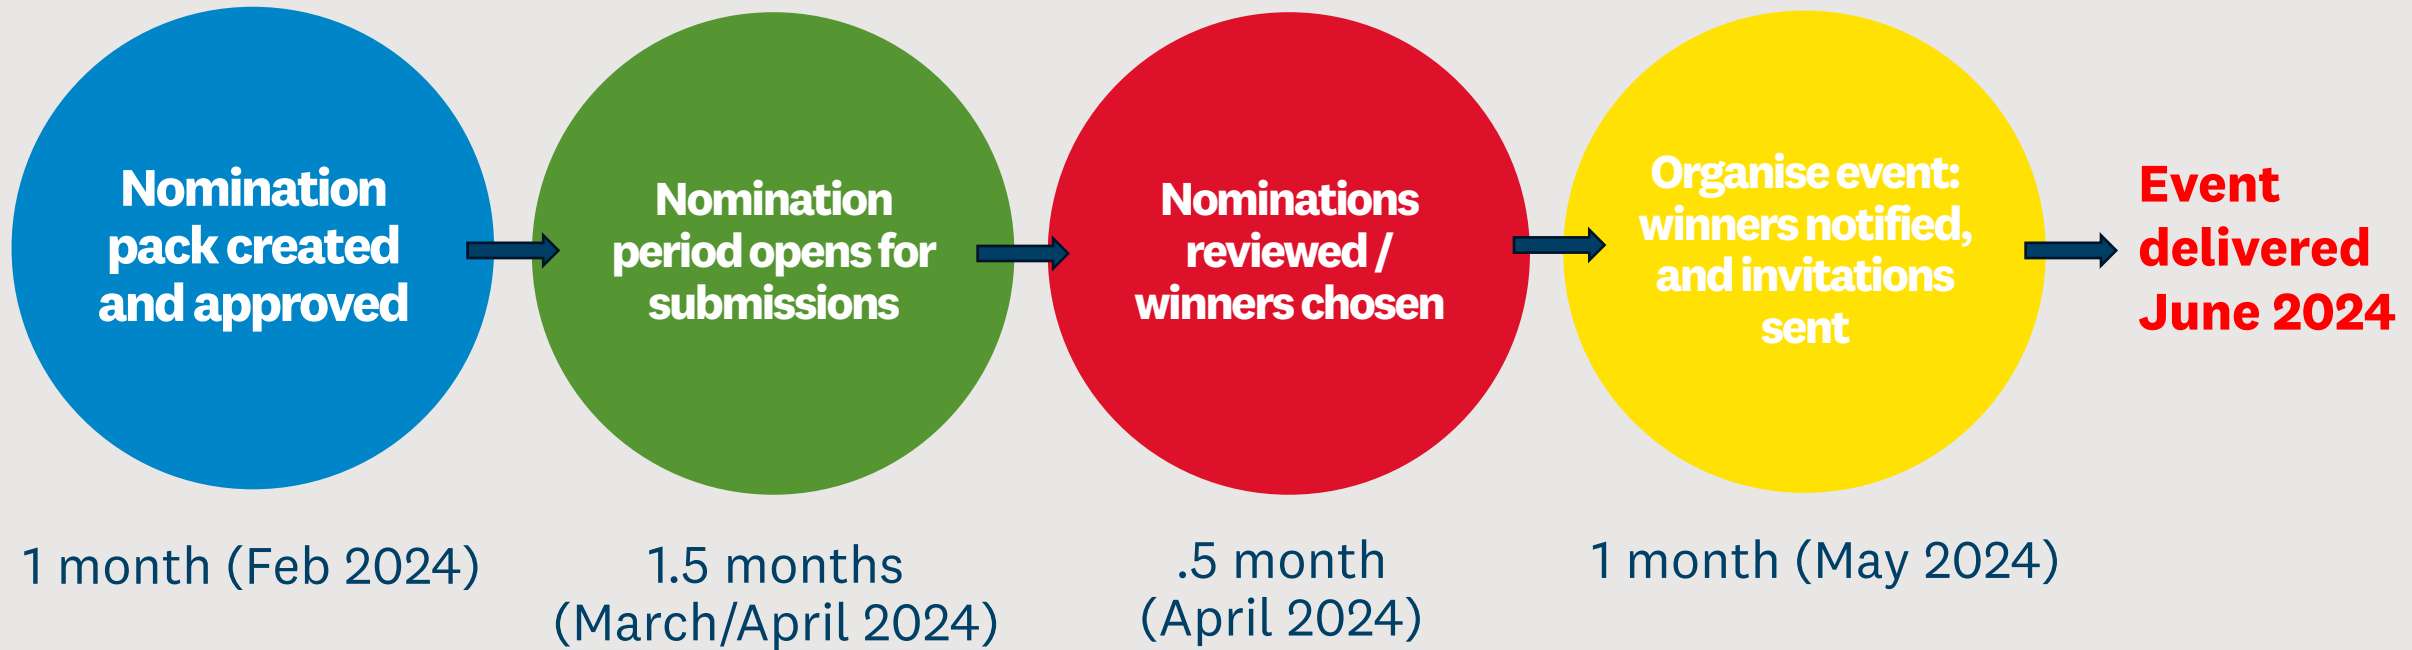 Nomination
pack created
and approved
Nomination
period opens for
submissions
Nominations
reviewed /
winners chosen
Organise event:
winners notified,
and invitations
sent
Event
delivered
June 2024
1 month (Feb 2024)
1.5 months
(March/April 2024)
.5 month
(April 2024)
1 month (May 2024)